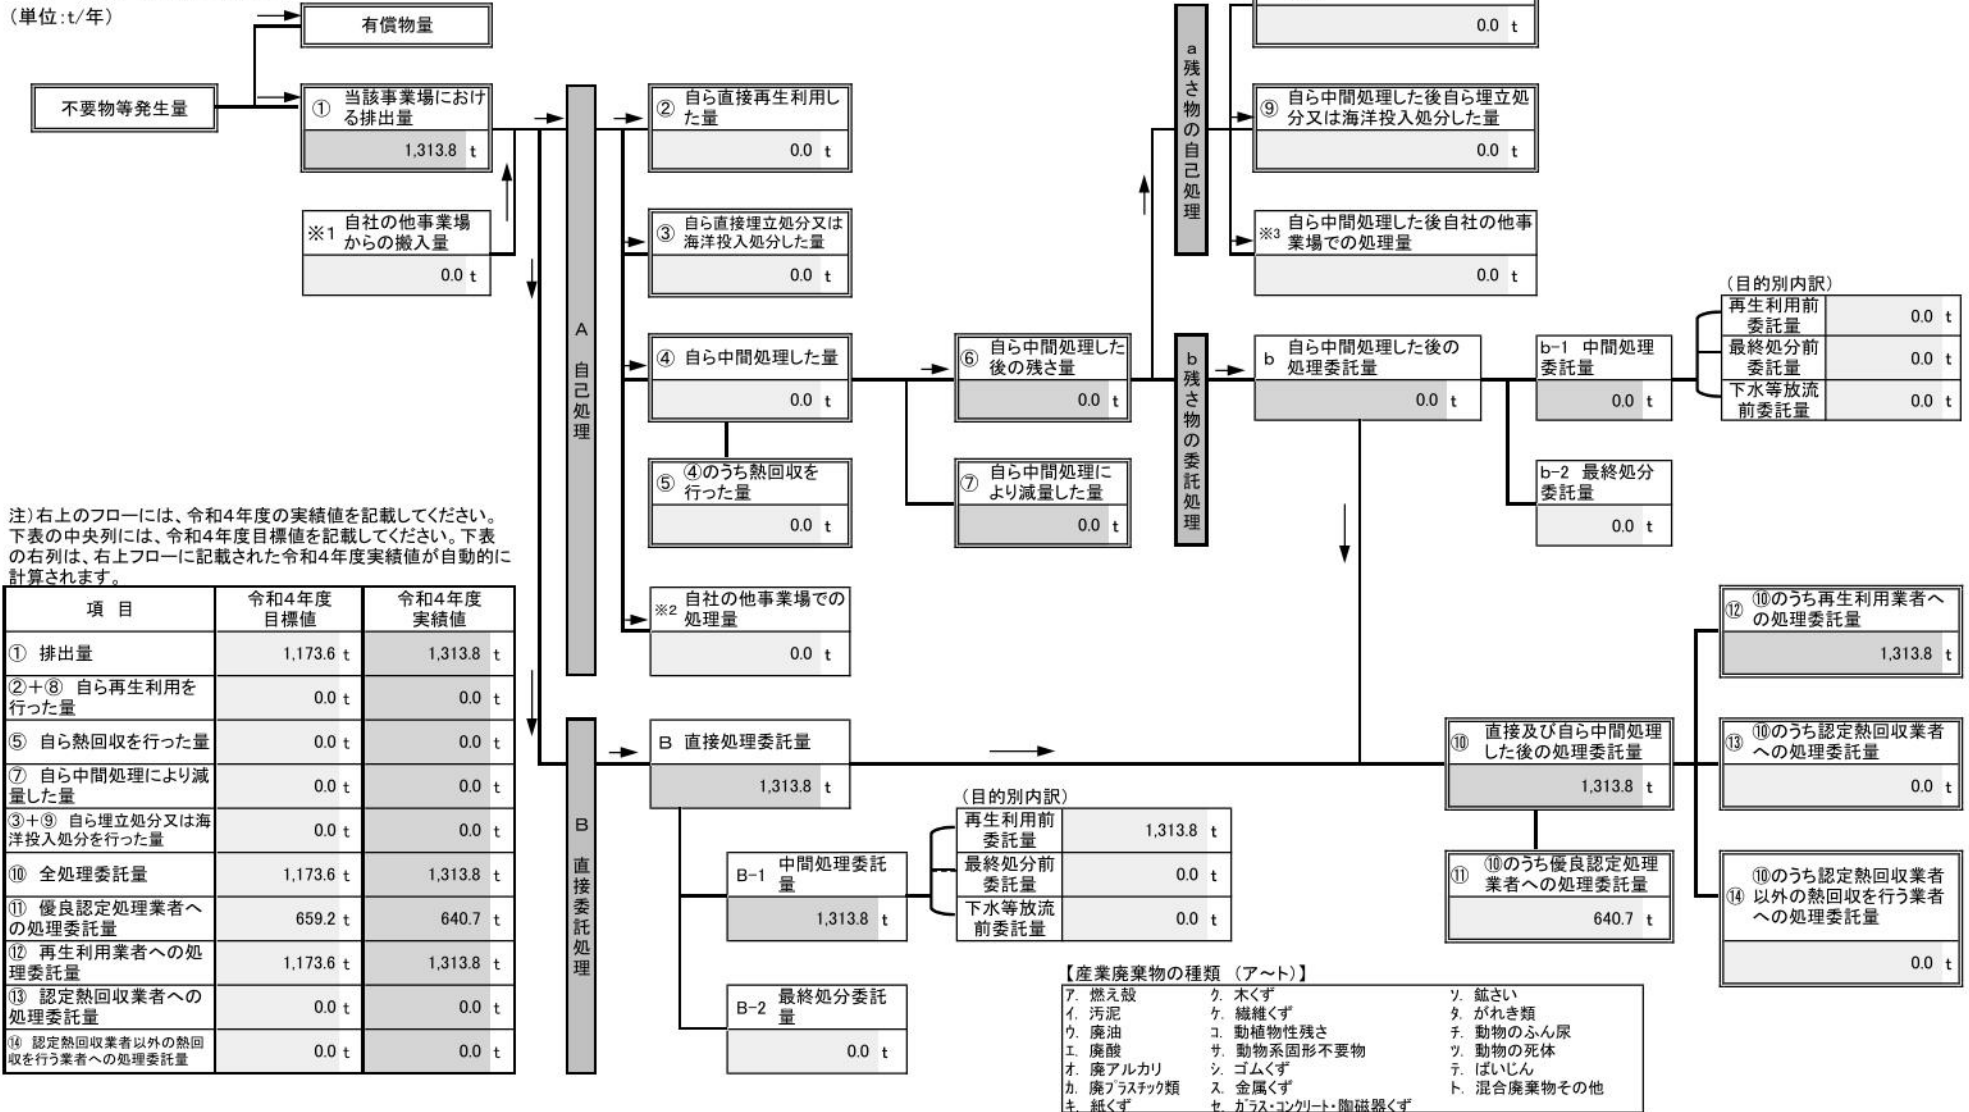 (単位:t/年)
有償物量
不要物等発生量
① 当該事業場におけ
る排出量
1,313.8 t
※1 自社の他事業場
からの搬入量
0.0 t
A 自己処理
② 自ら直接再生利用し
た量
0.0 t
③ 自ら直接埋立処分又は
海洋投入処分した量
0.0 t
④ 自ら中間処理した量
0.0 t
⑤ ④のうち熱回収を
行った量
0.0 t
※2 自社の他事業場での
処理量
0.0 t
⑥ 自ら中間処理した
後の残さ量
0.0 t
⑦ 自ら中間処理に
より減量した量
0.0 t
a 残さ物の自己処理
0.0 t
⑨ 自ら中間処理した後自ら埋立処
分又は海洋投入処分した量
0.0 t
※3 自ら中間処理した後自社の他事
業場での処理量
0.0 t
b 残さ物の委託処理
b 自ら中間処理した後の
処理委託量
0.0 t
b-1 中間処理
委託量
0.0 t
b-2 最終処分
委託量
0.0 t
(目的別内訳)
再生利用前
委託量 0.0 t
最終処分前
委託量 0.0 t
下水等放流
前委託量 0.0 t
注)右上のフローには、令和4年度の実績値を記載してください。
下表の中央列には、令和4年度目標値を記載してください。下表
の右列は、右上フローに記載された令和4年度実績値が自動的に
計算されます。
項 目 令和4年度 令和4年度
目標値 実績値
① 排出量 1,173.6 t 1,313.8 t
②+⑧ 自ら再生利用を
行った量 0.0 t 0.0 t
⑤ 自ら熱回収を行った量 0.0 t 0.0 t
⑦ 自ら中間処理により減
量した量 0.0 t 0.0 t
③+⑨ 自ら埋立処分又は海
洋投入処分を行った量 0.0 t 0.0 t
⑩ 全処理委託量 1,173.6 t 1,313.8 t
⑪ 優良認定処理業者へ
の処理委託量 659.2 t 640.7 t
⑫ 再生利用業者への処
理委託量 1,173.6 t 1,313.8 t
⑬ 認定熱回収業者への
処理委託量 0.0 t 0.0 t
⑭ 認定熱回収業者以外の熱回
収を行う業者への処理委託量 0.0 t 0.0 t
B 直接委託処理
B 直接処理委託量
1,313.8 t
B-1 中間処理委託
量
1,313.8 t
B-2 最終処分委託
量
0.0 t
(目的別内訳)
再生利用前
委託量 1,313.8 t
最終処分前
委託量 0.0 t
下水等放流
前委託量 0.0 t
⑩ 直接及び自ら中間処理
した後の処理委託量
1,313.8 t
⑪ ⑩のうち優良認定処理
業者への処理委託量
640.7 t
⑫ ⑩のうち再生利用業者へ
の処理委託量
1,313.8 t
⑬ ⑩のうち認定熱回収業者
への処理委託量
0.0 t
⑭ ⑩のうち認定熱回収業者
以外の熱回収を行う業者
への処理委託量
0.0 t
【産業廃棄物の種類 (ア~ト)】
ア. 燃え殻 ク. 木くず ソ. 鉱さい
イ. 汚泥 ケ. 繊維くず タ. がれき類
ウ. 廃油 コ. 動植物性残さ チ. 動物のふん尿
エ. 廃酸 サ. 動物系固形不要物 ツ. 動物の死体
オ. 廃アルカリ シ. ゴムくず テ. ばいじん
カ. 廃プラスチック類 ス. 金属くず ト. 混合廃棄物その他
キ. 紙くず セ. ガラス・コンクリート・陶磁器くず